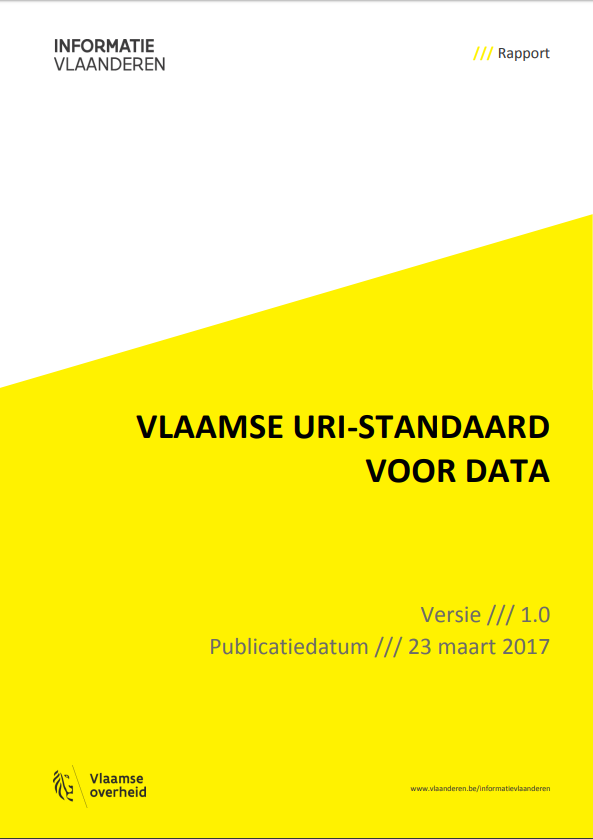 INFORMATIE
VLAANDEREN
/// Rapport
VLAAMSE URI-STANDAARD
VOOR DATA
Versie /// 1.0
Publicatiedatum /// 23 maart 2017
Vlaamse
overheid
www.vlaanderen.be/informatievlaanderen